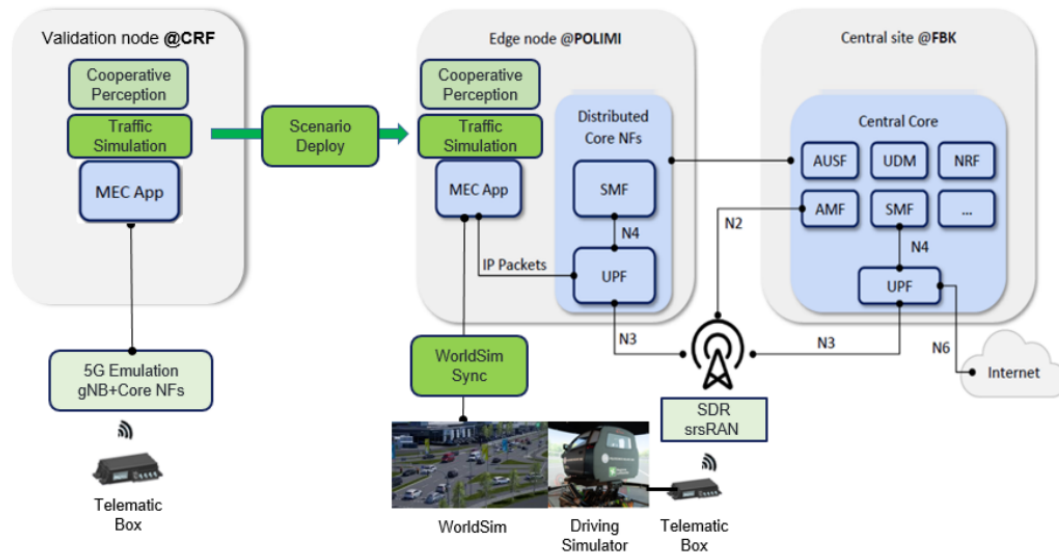 Validation node @CRF
Cooperative
Perception
Traffic
Simulation
MEC App
5G Emulation
gNB+Core NFs
Telematic
Box
Scenario
Deploy
Edge node @POLIMI
Cooperative
Perception
Traffic
Simulation
MEC App
IP Packets
Distributed
Core NFs
SMF
N4
UPF
N3
WorldSim
Sync
WorldSim
Driving
Simulator
Telematic
Box
SDR
srsRAN
N2
Central site @FBK
Central Core
AUSF
UDM
NRF
AMF
SMF
...
N4
UPF
N3
N6
Internet